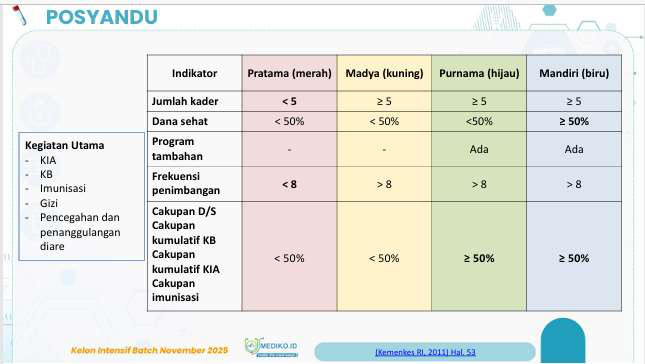 POSYANDU
Kegiatan Utama
- KIA
- KB
- Imunisasi
- Gizi
- Pencegahan dan
penanggulangan
diare
Indikator Pratama (merah) Madya (kuning) Purnama (hijau) Mandiri (biru)
Jumlah kader < 5 ≥ 5 ≥ 5 ≥ 5
Dana sehat < 50% < 50% <50% ≥ 50%
Program
tambahan - - Ada Ada
Frekuensi
penimbangan < 8 > 8 > 8 > 8
Cakupan D/S
Cakupan
kumulatif KB
Cakupan
kumulatif KIA
Cakupan
imunisasi
< 50% < 50% ≥ 50% ≥ 50%
Kelon Intensif Batch November 2025
MEDIKO.ID
(Kemenkes RI, 2011) Hal. 53